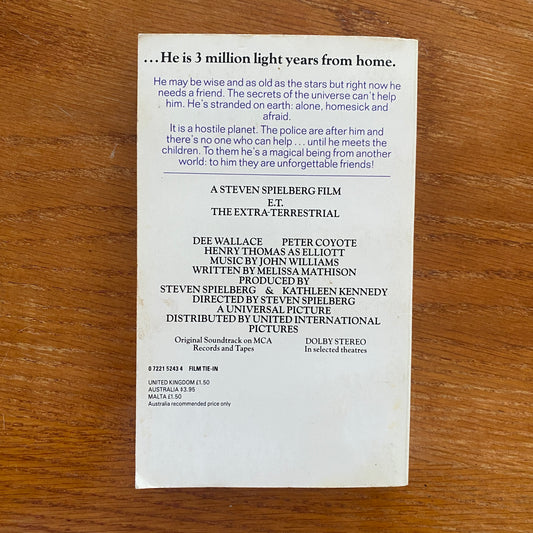 ...He is 3 million light years from home.
He may be wise and as old as the stars but right now he
needs a friend. The secrets of the universe can't help
him. He's stranded on earth: alone, homesick and
afraid.
It is a hostile planet. The police are after him and
there's no one who can help ... until he meets the
children. To them he's a magical being from another
world: to him they are unforgettable friends!
A STEVEN SPIELBERG FILM
E.T.
THE EXTRA-TERRESTRIAL
DEE WALLACE PETER COYOTE
HENRY THOMAS AS ELLIOTT
MUSIC BY JOHN WILLIAMS
WRITTEN BY MELISSA MATHISON
PRODUCED BY
STEVEN SPIELBERG & KATHLEEN KENNEDY
DIRECTED BY STEVEN SPIELBERG
A UNIVERSAL PICTURE
DISTRIBUTED BY UNITED INTERNATIONAL
PICTURES
Original Soundtrack on MCA
Records and Tapes
DOLBY STEREO
In selected theatres
0 7221 5243 4 FILM TIE-IN
UNITED KINGDOM £1.50
AUSTRALIA $3.95
MALTA £1.50
Australia recommended price only